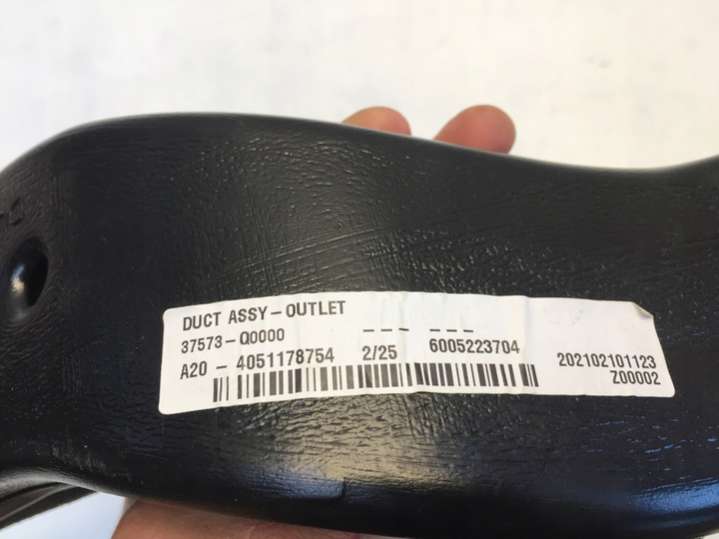 DUCT ASSY-OUTLET
37573-Q0000 --- ---
A20 - 4051178754 2/25 6005223704
202102101123
Z00002